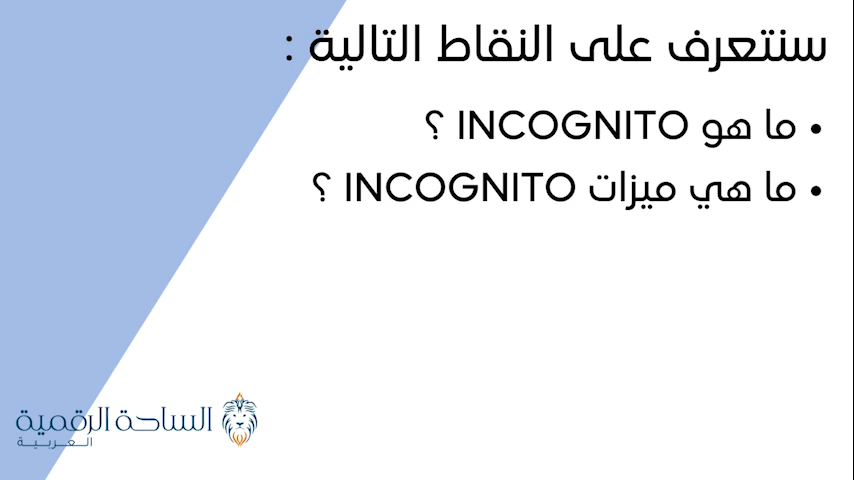 سنتعرف على النقاط التالية :
• ما هو INCOGNITO ؟
• ما هي ميزات INCOGNITO ؟
الساحة الرقمية
العربية